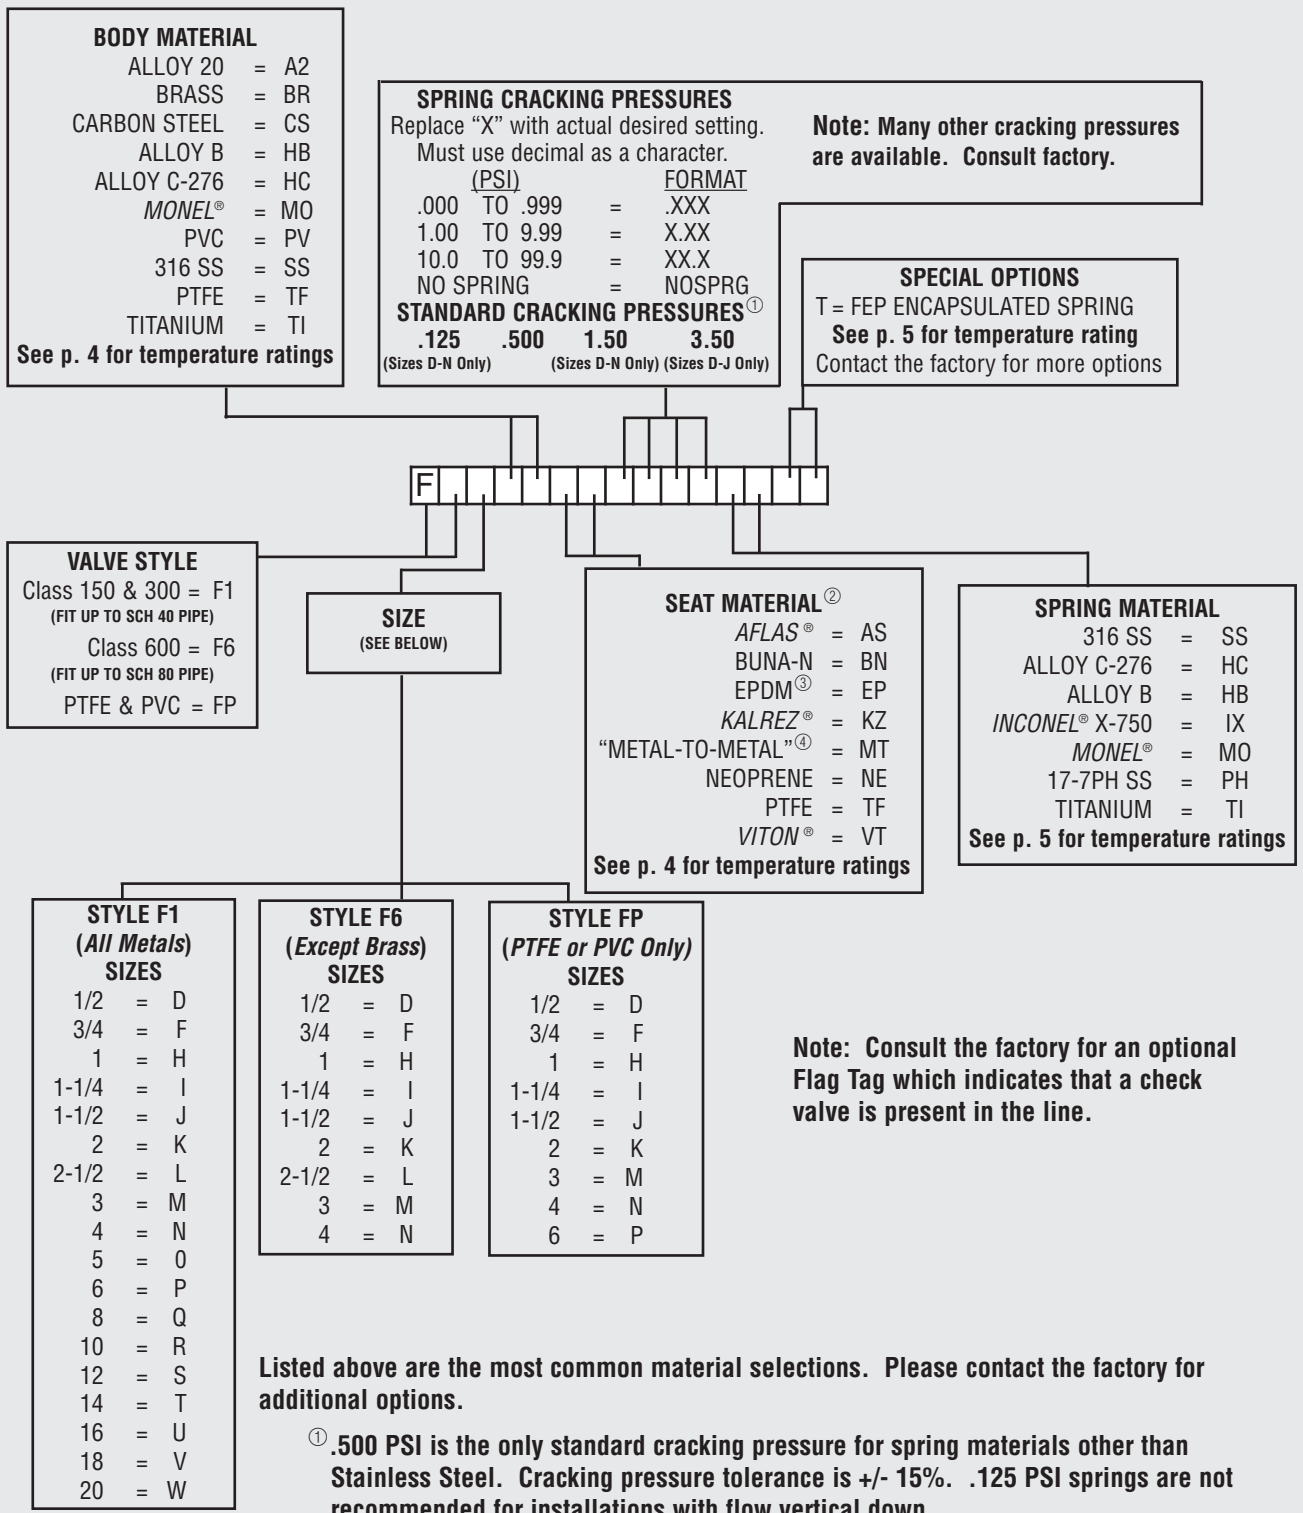 BODY MATERIAL
ALLOY 20 = A2
BRASS = BR
CARBON STEEL = CS
ALLOY B = HB
ALLOY C-276 = HC
MONEL® = MO
PVC = PV
316 SS = SS
PTFE = TF
TITANIUM = TI
See p. 4 for temperature ratings
SPRING CRACKING PRESSURES
Replace “X” with actual desired setting.
Must use decimal as a character.
(PSI) FORMAT
.000 TO .999 = .XXX
1.00 TO 9.99 = X.XX
10.0 TO 99.9 = XX.X
NO SPRING = NOSPRG
STANDARD CRACKING PRESSURES①
.125 .500 1.50 3.50
(Sizes D-N Only) (Sizes D-N Only) (Sizes D-J Only)
Note: Many other cracking pressures
are available. Consult factory.
SPECIAL OPTIONS
T = FEP ENCAPSULATED SPRING
See p. 5 for temperature rating
Contact the factory for more options
F
VALVE STYLE
Class 150 & 300 = F1
(FIT UP TO SCH 40 PIPE)
Class 600 = F6
(FIT UP TO SCH 80 PIPE)
PTFE & PVC = FP
SIZE
(SEE BELOW)
SEAT MATERIAL②
AFLAS® = AS
BUNA-N = BN
EPDM③ = EP
KALREZ® = KZ
“METAL-TO-METAL”④ = MT
NEOPRENE = NE
PTFE = TF
VITON® = VT
See p. 4 for temperature ratings
SPRING MATERIAL
316 SS = SS
ALLOY C-276 = HC
ALLOY B = HB
INCONEL® X-750 = IX
MONEL® = MO
17-7PH SS = PH
TITANIUM = TI
See p. 5 for temperature ratings
STYLE F1
(All Metals)
SIZES
1/2 = D
3/4 = F
1 = H
1-1/4 = I
1-1/2 = J
2 = K
2-1/2 = L
3 = M
4 = N
5 = 0
6 = P
8 = Q
10 = R
12 = S
14 = T
16 = U
18 = V
20 = W
STYLE F6
(Except Brass)
SIZES
1/2 = D
3/4 = F
1 = H
1-1/4 = I
1-1/2 = J
2 = K
2-1/2 = L
3 = M
4 = N
STYLE FP
(PTFE or PVC Only)
SIZES
1/2 = D
3/4 = F
1 = H
1-1/4 = I
1-1/2 = J
2 = K
3 = M
4 = N
6 = P
Note: Consult the factory for an optional
Flag Tag which indicates that a check
valve is present in the line.
Listed above are the most common material selections. Please contact the factory for
additional options.
① .500 PSI is the only standard cracking pressure for spring materials other than
Stainless Steel. Cracking pressure tolerance is +/- 15%. .125 PSI springs are not
recommended for installations with flow vertical down